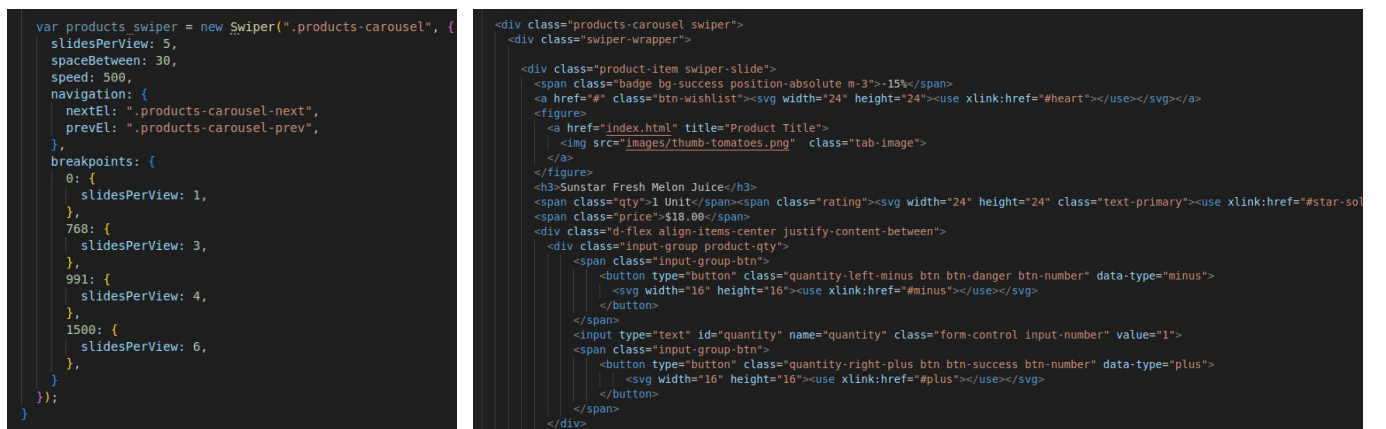 var products_swiper = new Swiper(".products-carousel", {
slidesPerView: 5,
spaceBetween: 30,
speed: 500,
navigation: {
nextEl: ".products-carousel-next",
prevEl: ".products-carousel-prev",
},
breakpoints: {
0: {
slidesPerView: 1,
},
768: {
slidesPerView: 3,
},
991: {
slidesPerView: 4,
},
1500: {
slidesPerView: 6,
},
}
});
}
<div class="products-carousel swiper">
<div class="swiper-wrapper">
<div class="product-item swiper-slide">
<span class="badge bg-success position-absolute m-3">-15%</span>
<a href="#" class="btn-wishlist"><svg width="24" height="24"><use xlink:href="#heart"></use></svg></a>
<figure>
<a href="index.html" title="Product Title">
<img src="images/thumb-tomatoes.png"  class="tab-image">
</a>
</figure>
<h3>Sunstar Fresh Melon Juice</h3>
<span class="qty">1 Unit</span><span class="rating"><svg width="24" height="24" class="text-primary"><use xlink:href="#star-sol
<span class="price">$18.00</span>
<div class="d-flex align-items-center justify-content-between">
<div class="input-group product-qty">
<span class="input-group-btn">
<button type="button" class="quantity-left-minus btn btn-danger btn-number" data-type="minus">
<svg width="16" height="16"><use xlink:href="#minus"></use></svg>
</button>
</span>
<input type="text" id="quantity" name="quantity" class="form-control input-number" value="1">
<span class="input-group-btn">
<button type="button" class="quantity-right-plus btn btn-success btn-number" data-type="plus">
<svg width="16" height="16"><use xlink:href="#plus"></use></svg>
</button>
</span>
</div>